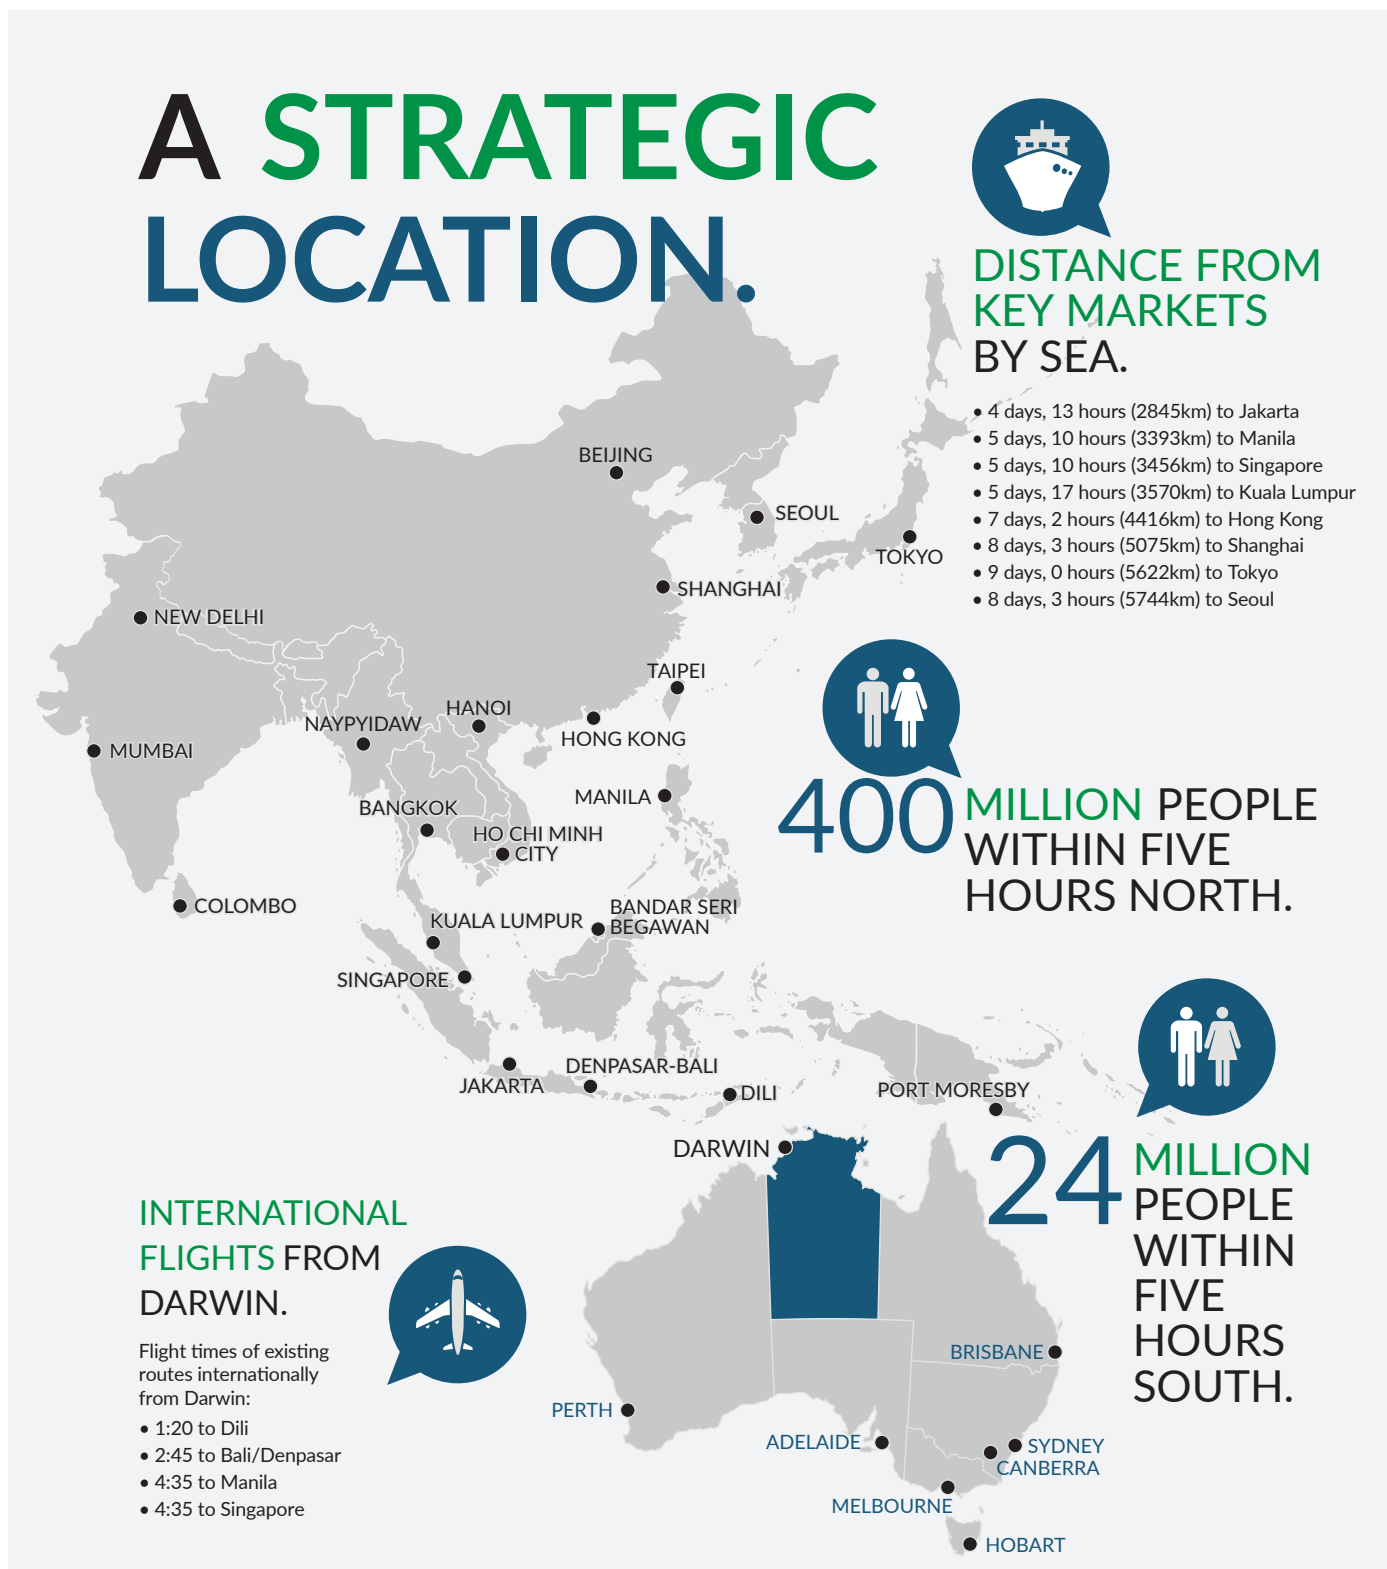 A STRATEGIC
LOCATION.
DISTANCE FROM
KEY MARKETS
BY SEA.
• 4 days, 13 hours (2845km) to Jakarta
• 5 days, 10 hours (3393km) to Manila
• 5 days, 10 hours (3456km) to Singapore
• 5 days, 17 hours (3570km) to Kuala Lumpur
• 7 days, 2 hours (4416km) to Hong Kong
• 8 days, 3 hours (5075km) to Shanghai
• 9 days, 0 hours (5622km) to Tokyo
• 8 days, 3 hours (5744km) to Seoul
BEIJING
SEOUL
TOKYO
SHANGHAI
NEW DELHI
TAIPEI
HANOI
NAYPYIDAW
HONG KONG
MUMBAI
MANILA
BANGKOK
HO CHI MINH
CITY
COLOMBO
KUALA LUMPUR
BANDAR SERI
BEGAWAN
SINGAPORE
400 MILLION PEOPLE
WITHIN FIVE
HOURS NORTH.
DENPASAR-BALI
JAKARTA
DILI
PORT MORESBY
DARWIN
24 MILLION
PEOPLE
WITHIN
FIVE
HOURS
SOUTH.
INTERNATIONAL
FLIGHTS FROM
DARWIN.
Flight times of existing
routes internationally
from Darwin:
• 1:20 to Dili
• 2:45 to Bali/Denpasar
• 4:35 to Manila
• 4:35 to Singapore
BRISBANE
PERTH
ADELAIDE
SYDNEY
CANBERRA
MELBOURNE
HOBART